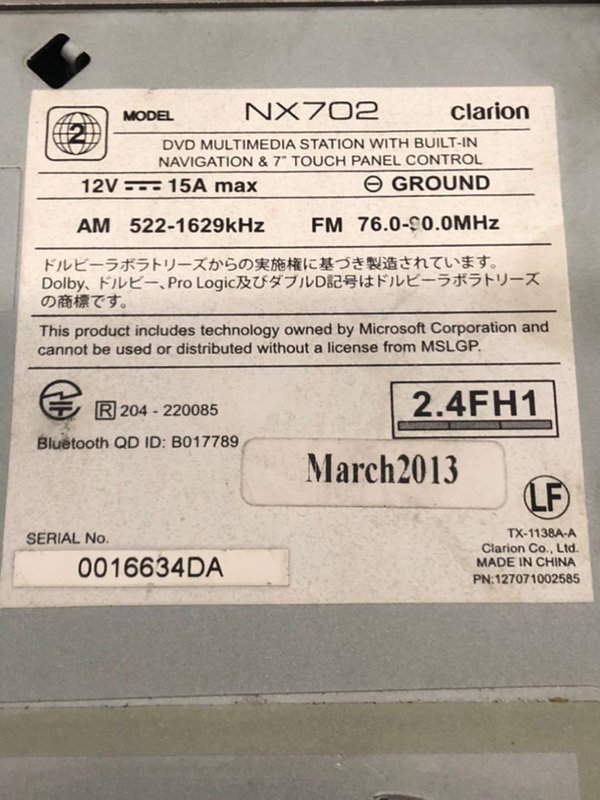 2 MODEL NX702 Clarion
DVD MULTIMEDIA STATION WITH BUILT-IN
NAVIGATION & 7" TOUCH PANEL CONTROL
12V 15A max GROUND
AM 522-1629kHz FM 76.0-90.0MHz
ドルビーラボラトリーズからの実施権に基づき製造されています。
Dolby、ドルビー、Pro Logic及びダブルD記号はドルビーラボラトリーズ
の商標です。
This product includes technology owned by Microsoft Corporation and
cannot be used or distributed without a license from MSLGP.
R 204 - 220085
2.4FH1
Bluetooth QD ID: B017789
March2013
LF
SERIAL No.
0016634DA
TX-1138A-A
Clarion Co., Ltd.
MADE IN CHINA
PN:127071002585